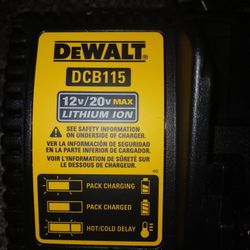 DEWALT®
DCB115
12v/20v MAX
LITHIUM ION
SEE SAFETY INFORMATION
ON UNDERSIDE OF CHARGER.
VER LA INFORMACIÓN DE SEGURIDAD
EN LA PARTE INFERIOR DE CARGADOR.
VOIR L'INFORMATION DE SÛRETÉ SUR
LE DESSOUS DU CHARGEUR.
PACK CHARGING
PACK CHARGED
HOT/COLD DELAY